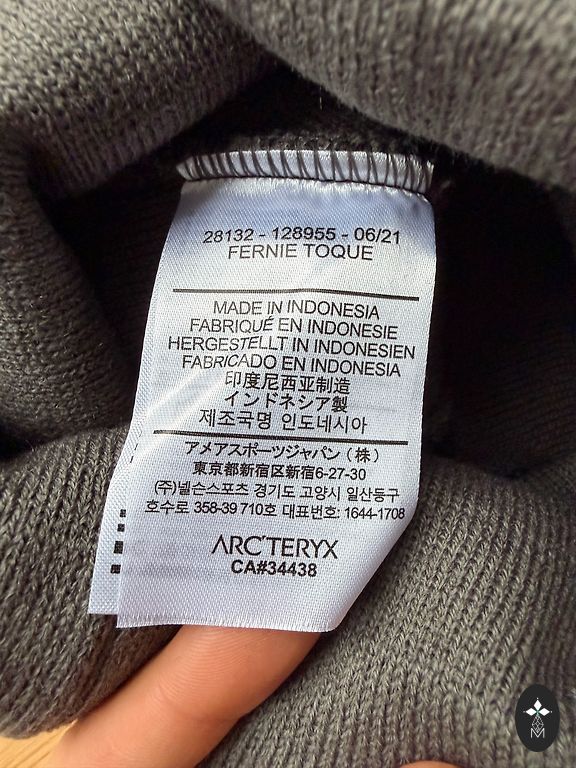 28132 - 128955 - 06/21
FERNIE TOQUE
MADE IN INDONESIA
FABRIQUÉ EN INDONESIE
HERGESTELLT IN INDONESIEN
FABRICADO EN INDONESIA
印度尼西亚制造
インドネシア製
제조국명 인도네시아
アメアスポーツジャパン（株）
東京都新宿区新宿6-27-30
(주)넬슨스포츠 경기도 고양시 일산동구
호수로 358-39 710호 대표번호: 1644-1708
ARC'TERYX
CA#34438
M